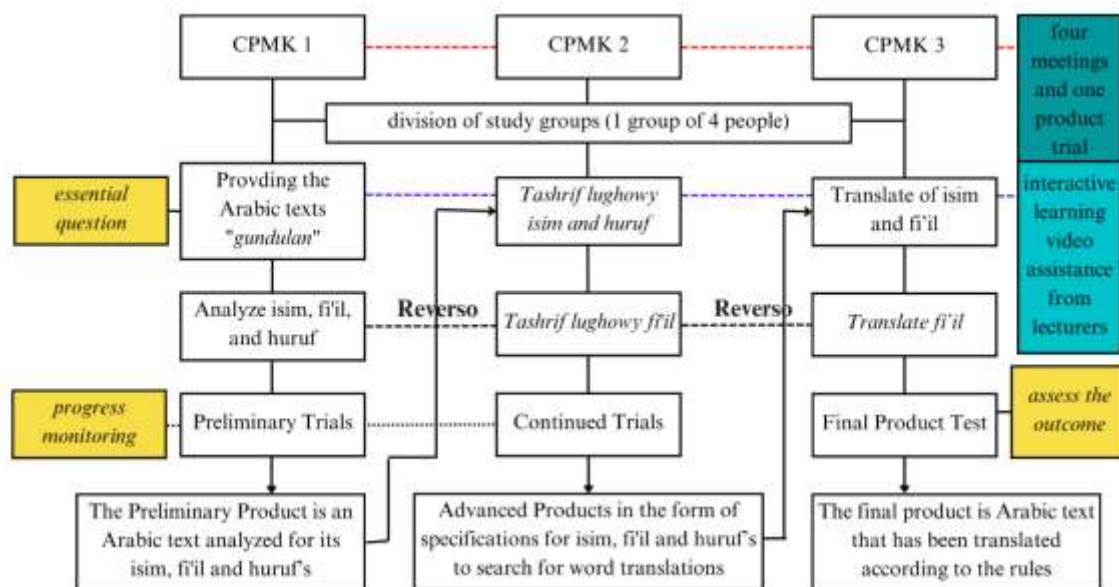 CPMK 1
CPMK 2
CPMK 3
four
meetings
and one
product
trial
division of study groups (1 group of 4 people)
essential
question
Provding the
Arabic texts
"gundulan"
Tashrif lughowy
isim and huruf
Translate of isim
and fi'il
interactive
learning
video
assistance
from
lecturers
Analyze isim, fi'il,
and huruf
Reverso
Tashrif lughowy fi'il
Reverso
Translate fi'il
progress
monitoring
Preliminary Trials
Continued Trials
Final Product Test
assess the
outcome
The Preliminary Product is an
Arabic text analyzed for its
isim, fi'il and huruf's
Advanced Products in the form of
specifications for isim, fi'il and huruf's
to search for word translations
The final product is Arabic text
that has been translated
according to the rules